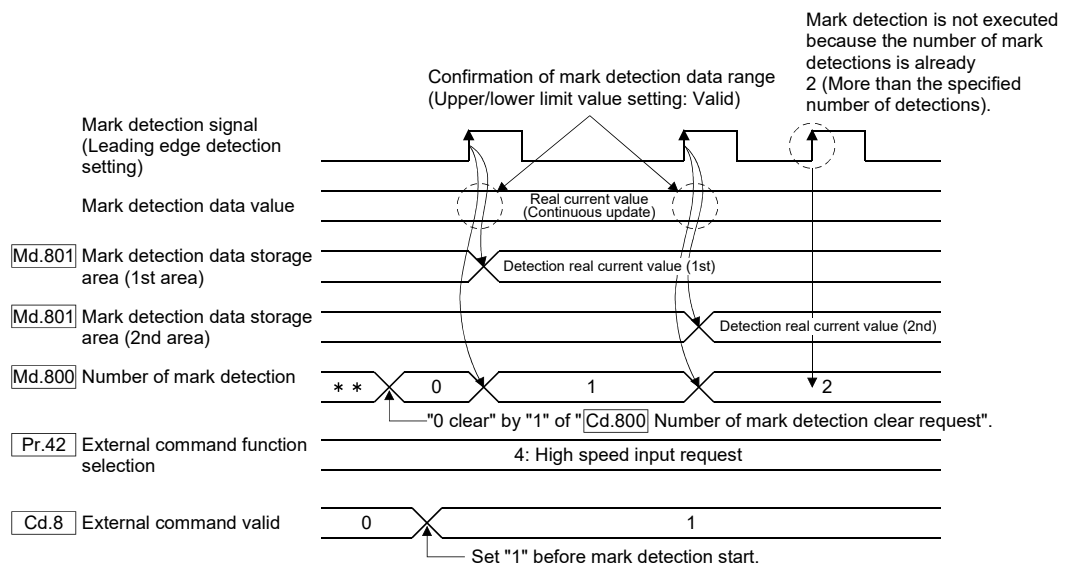 Mark detection is not executed
because the number of mark
detections is already
2 (More than the specified
number of detections).
Confirmation of mark detection data range
(Upper/lower limit value setting: Valid)
Mark detection signal
(Leading edge detection
setting)
Mark detection data value
Real current value
(Continuous update)
Md.801 Mark detection data storage
area (1st area)
Detection real current value (1st)
Md.801 Mark detection data storage
area (2nd area)
Detection real current value (2nd)
Md.800 Number of mark detection
* * 0 1 2
"0 clear" by "1" of "Cd.800 Number of mark detection clear request".
Pr.42 External command function
selection
4: High speed input request
Cd.8 External command valid
0 1
Set "1" before mark detection start.